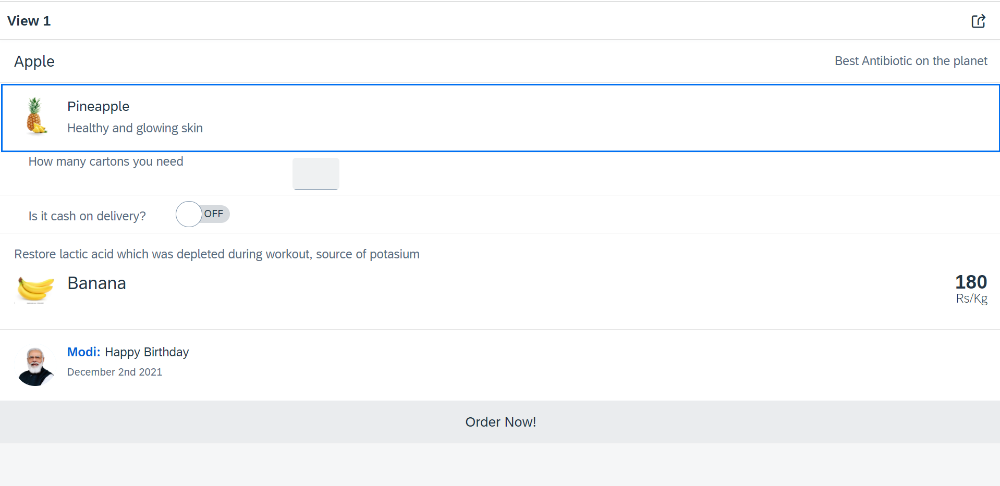 View 1
Apple
Best Antibiotic on the planet
Pineapple
Healthy and glowing skin
How many cartons you need
Is it cash on delivery?
OFF
Restore lactic acid which was depleted during workout, source of potasium
Banana
180
Rs/Kg
Modi: Happy Birthday
December 2nd 2021
Order Now!